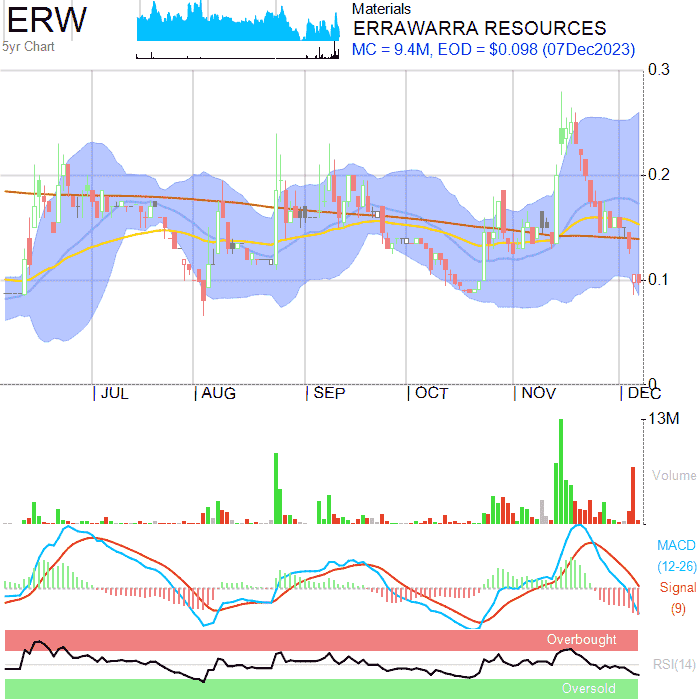 ERW
5yr Chart
Materials
ERRAWARRA RESOURCES
MC = 9.4M, EOD = $0.098 (07Dec2023)
0.3
0.2
0.1
0
JUL AUG SEP OCT NOV DEC
13M
Volume
MACD
(12-26)
Signal
(9)
Overbought
RSI(14)
Oversold